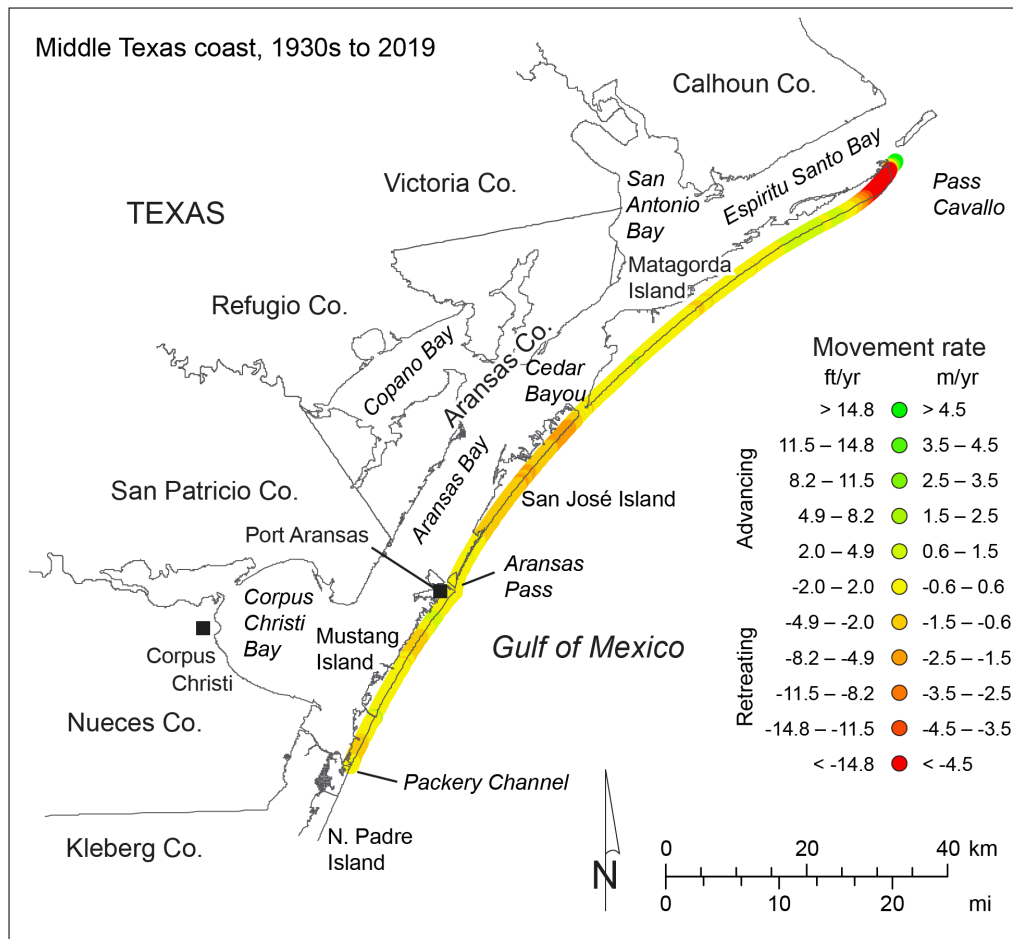 Middle Texas coast, 1930s to 2019
Calhoun Co.
Espiritu Santo Bay
Victoria Co.
San
Antonio
Bay
Pass
Cavallo
TEXAS
Matagorda
Island
Refugio Co.
Copano Bay
Aransas Co.
Cedar
Bayou
Aransas Bay
San Patricio Co.
San José Island
Port Aransas
Aransas
Pass
Corpus
Christi
Bay
Mustang
Island
Gulf of Mexico
Corpus
Christi
Nueces Co.
Packery Channel
N. Padre
Island
Kleberg Co.
Movement rate
ft/yr m/yr
Advancing
> 14.8 > 4.5
11.5 – 14.8 3.5 – 4.5
8.2 – 11.5 2.5 – 3.5
4.9 – 8.2 1.5 – 2.5
2.0 – 4.9 0.6 – 1.5
-2.0 – 2.0 -0.6 – 0.6
Retreating
-4.9 – -2.0 -1.5 – -0.6
-8.2 – -4.9 -2.5 – -1.5
-11.5 – -8.2 -3.5 – -2.5
-14.8 – -11.5 -4.5 – -3.5
< -14.8 < -4.5
N
0 20 40 km
0 10 20 mi